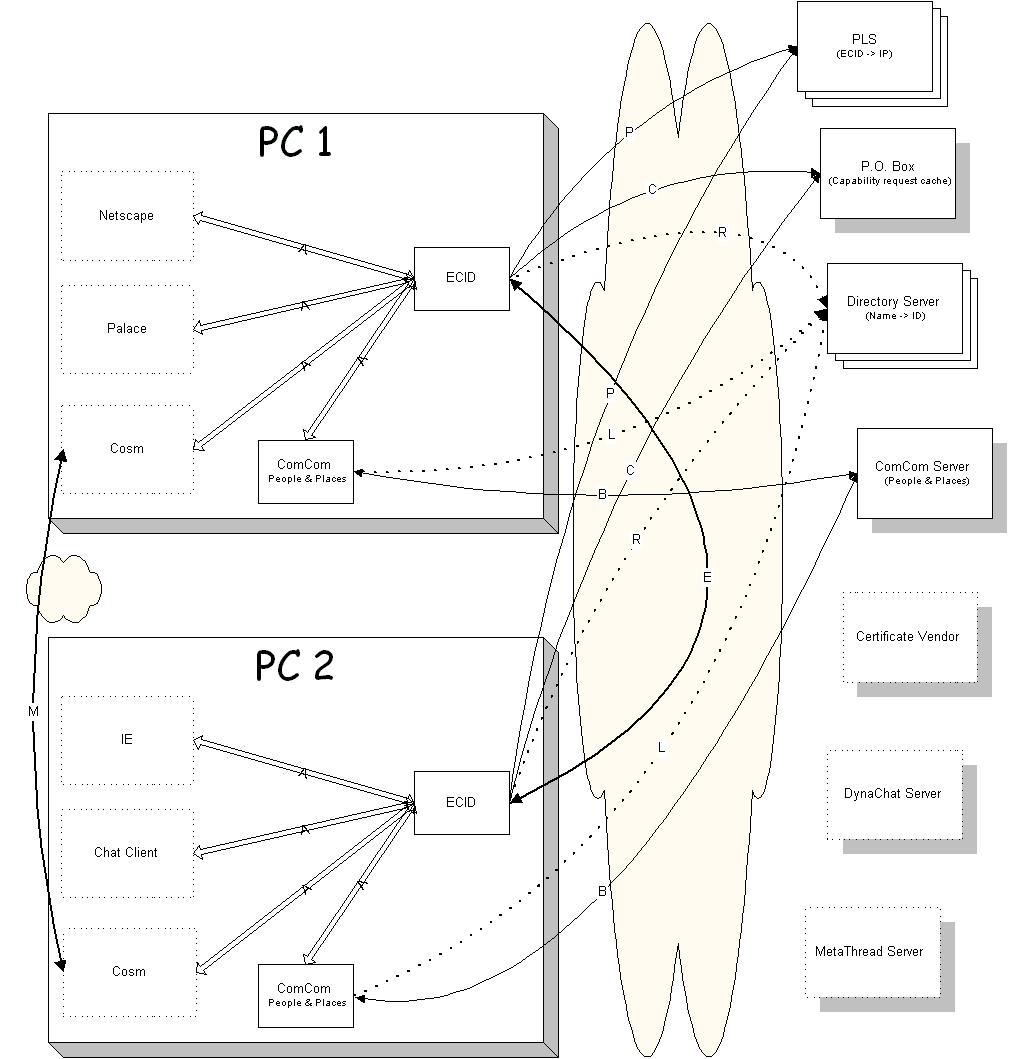 PLS
(ECID -> IP)
P
PC 1
P.O. Box
(Capability request cache)
C
Netscape
R
A
ECID
Directory Server
(Name -> ID)
Palace
A
A
A
P
L
Cosm
ComCom
People & Places
C
B
ComCom Server
(People & Places)
R
E
Certificate Vendor
PC 2
M
IE
L
A
ECID
DynaChat Server
Chat Client
A
A
A
B
MetaThread Server
Cosm
ComCom
People & Places